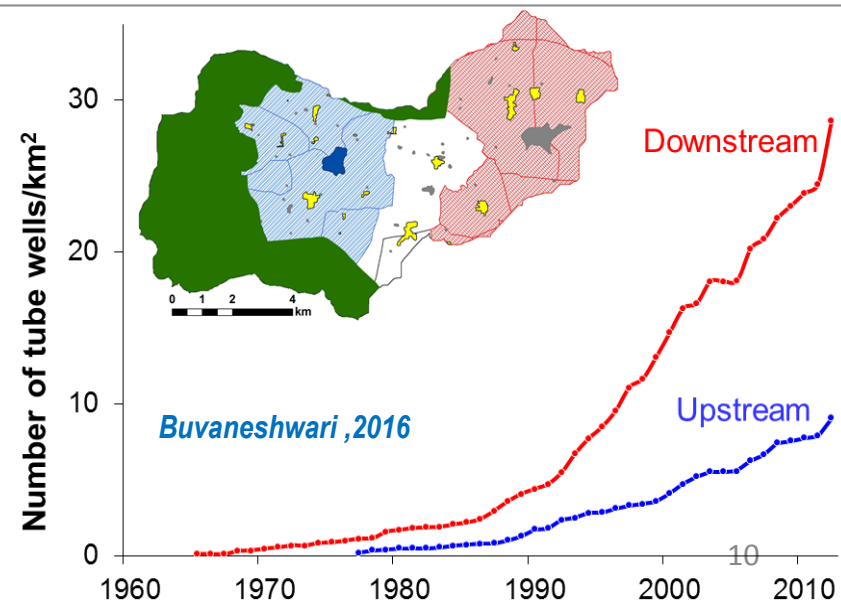 Number of tube wells/km²
30
20
10
0
0 1 2 4
km
Downstream
Upstream
Buvaneshwari ,2016
10
1960 1970 1980 1990 2000 2010